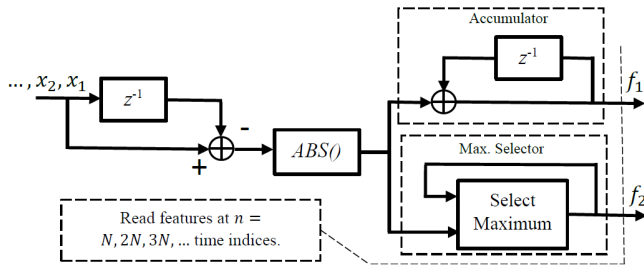 Accumulator
z⁻¹
f₁
..., x₂, x₁
z⁻¹
-
+
ABS()
Max. Selector
Select
Maximum
f₂
Read features at n =
N, 2N, 3N, ... time indices.